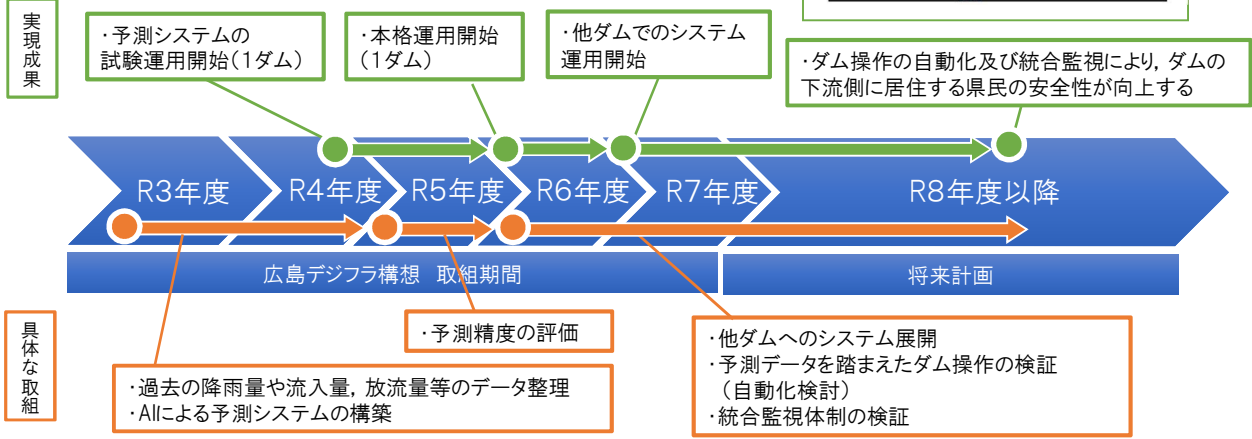 実現成果
・予測システムの
試験運用開始(1ダム)
・本格運用開始
(1ダム)
・他ダムでのシステム
運用開始
・ダム操作の自動化及び統合監視により，ダムの
下流側に居住する県民の安全性が向上する
R3年度
R4年度
R5年度
R6年度
R7年度
R8年度以降
広島デジフラ構想 取組期間
将来計画
具体な取組
・過去の降雨量や流入量，放流量等のデータ整理
・AIによる予測システムの構築
・予測精度の評価
・他ダムへのシステム展開
・予測データを踏まえたダム操作の検証
（自動化検討）
・統合監視体制の検証